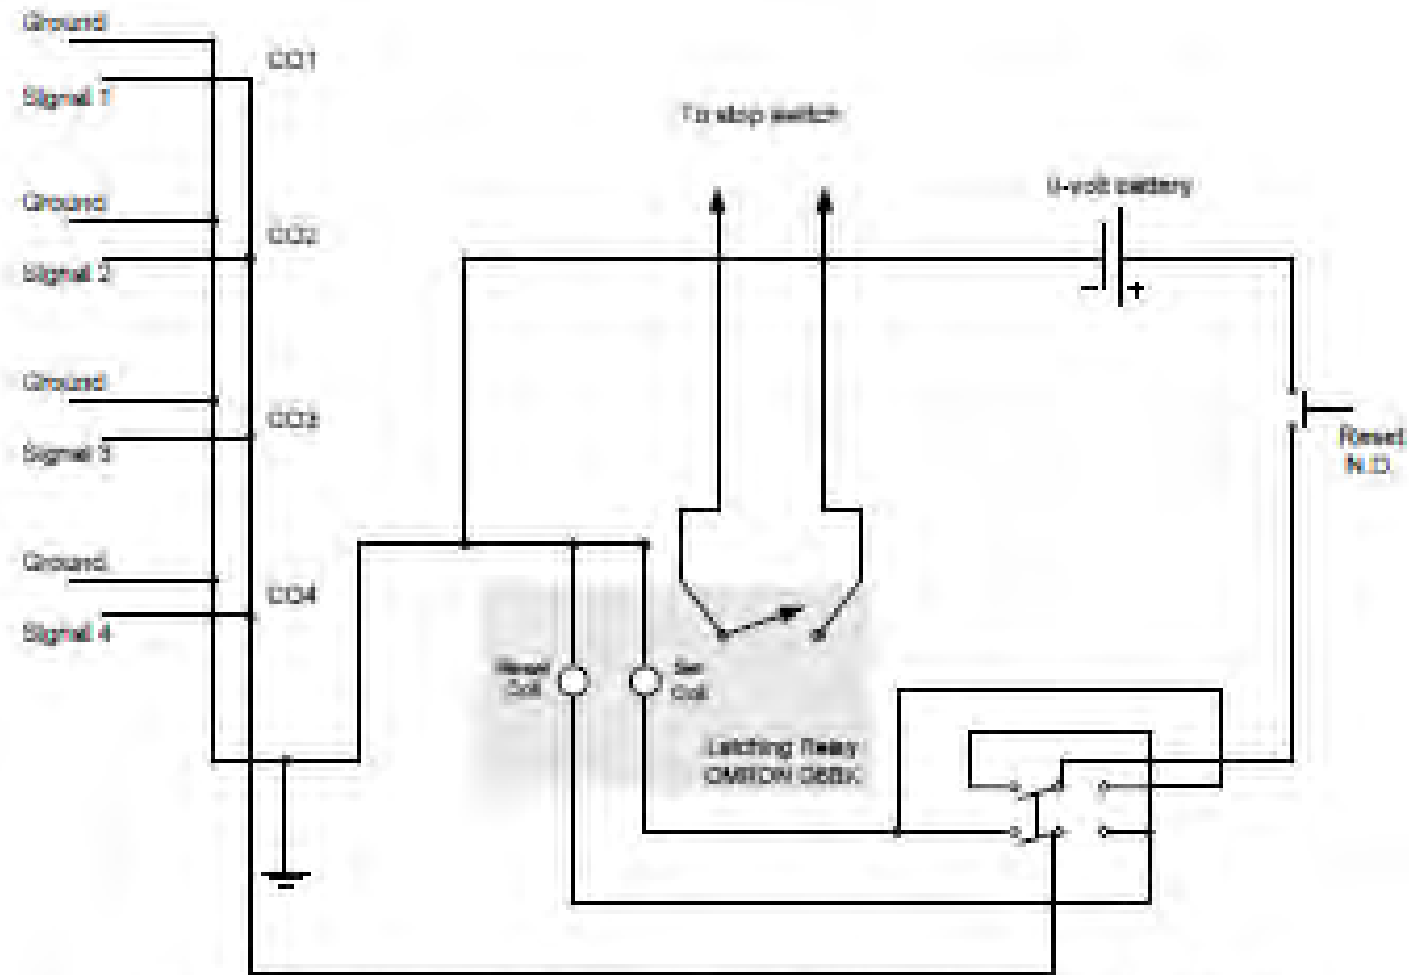 Ground
Signal 1
CO1
To stop switch
Ground
Signal 2
CO2
-volt battery
- +
Ground
Signal 3
CO3
Reset
N.O.
Ground
Signal 4
CO4
Reset
Coil
Set
Coil
Latching Relay
OMRON